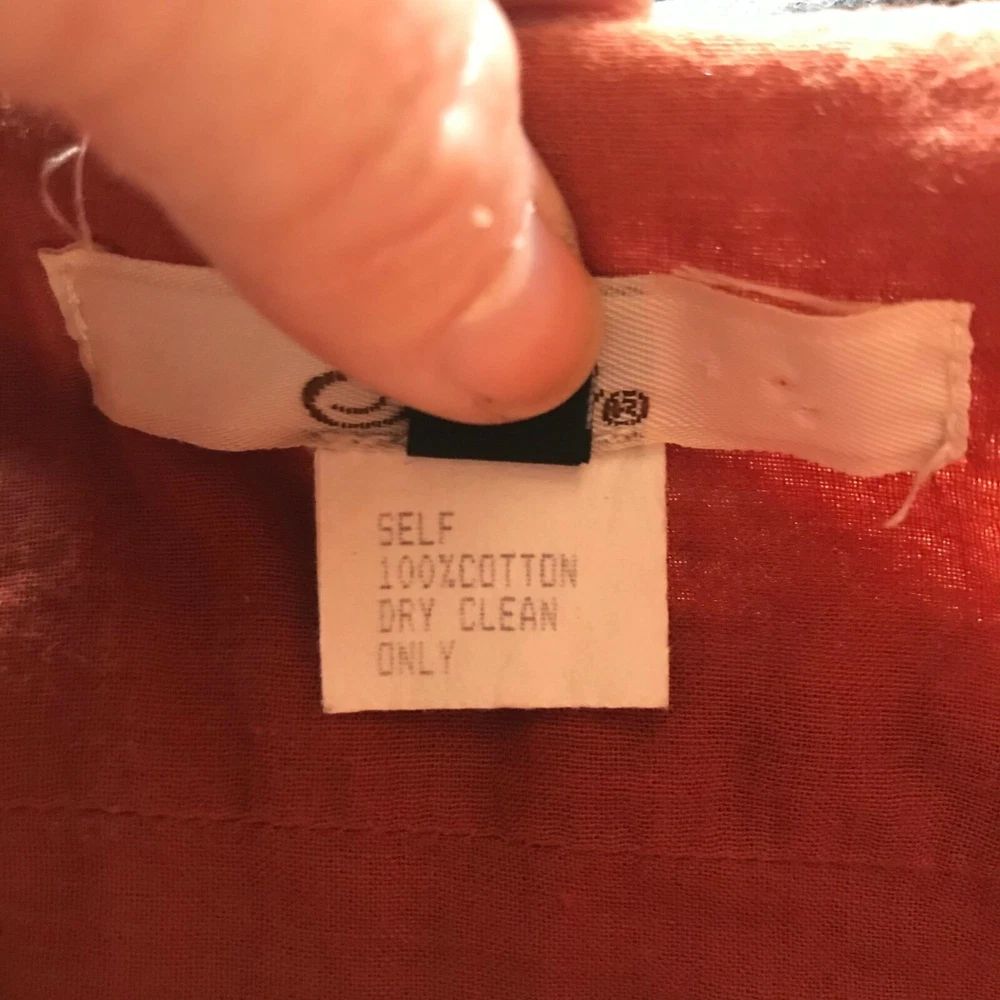 SELF
100%COTTON
DRY CLEAN
ONLY